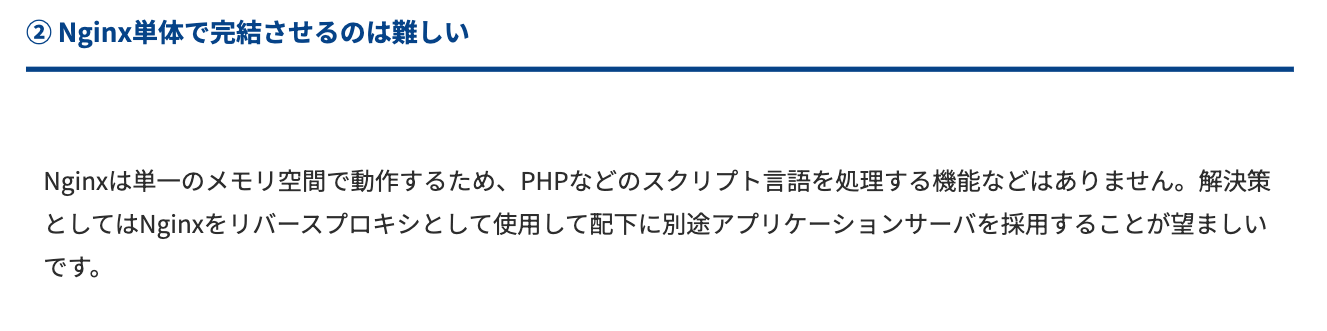 ② Nginx単体で完結させるのは難しい
Nginxは単一のメモリ空間で動作するため、PHPなどのスクリプト言語を処理する機能などはありません。解決策
としてはNginxをリバースプロキシとして使用して配下に別途アプリケーションサーバを採用することが望ましい
です。